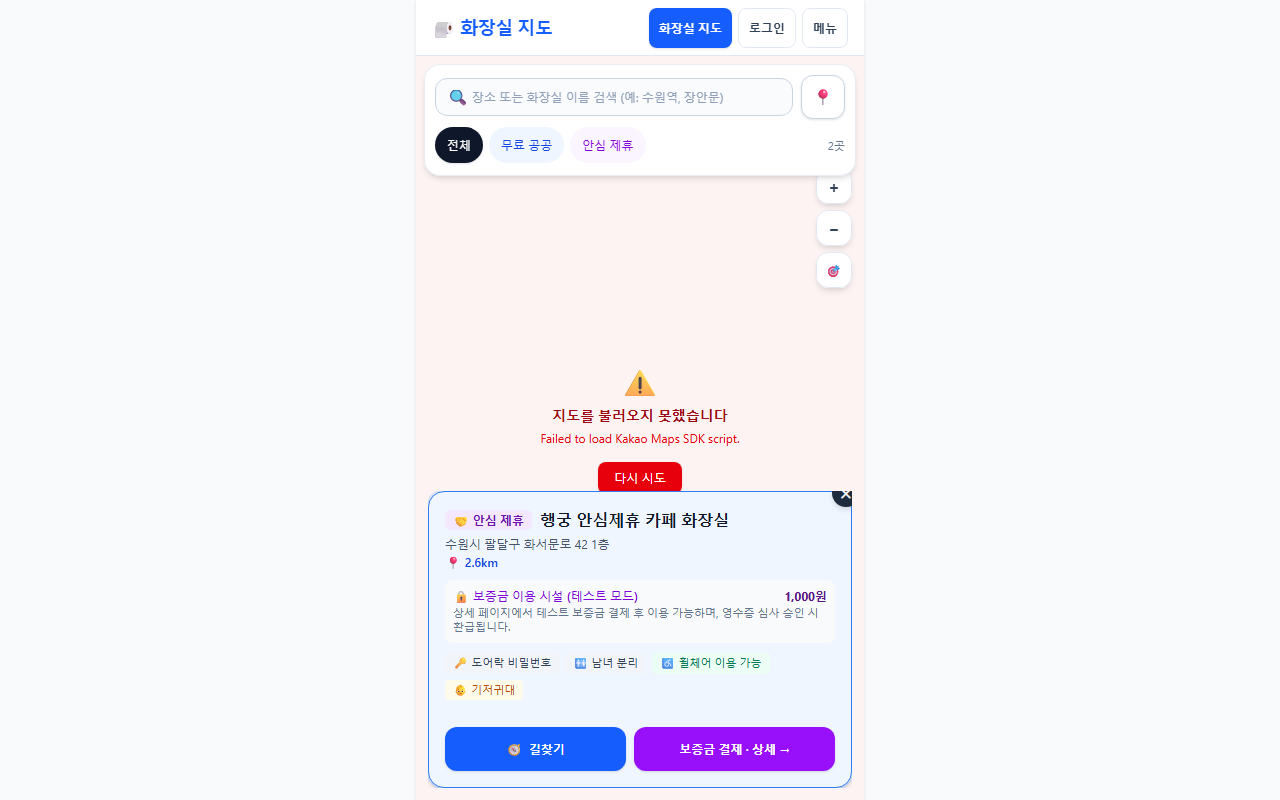 화장실 지도
화장실 지도
로그인
메뉴
장소 또는 화장실 이름 검색 (예: 수원역, 장안문)
전체
무료 공공
안심 제휴
2곳
+
−
지도를 불러오지 못했습니다
Failed to load Kakao Maps SDK script.
다시 시도
안심 제휴 행궁 안심제휴 카페 화장실
수원시 팔달구 화서문로 42 1층
2.6km
보증금 이용 시설 (테스트 모드) 1,000원
상세 페이지에서 테스트 보증금 결제 후 이용 가능하며, 영수증 심사 승인 시
환급됩니다.
도어락 비밀번호
남녀 분리
휠체어 이용 가능
기저귀대
길찾기
보증금 결제 · 상세 →